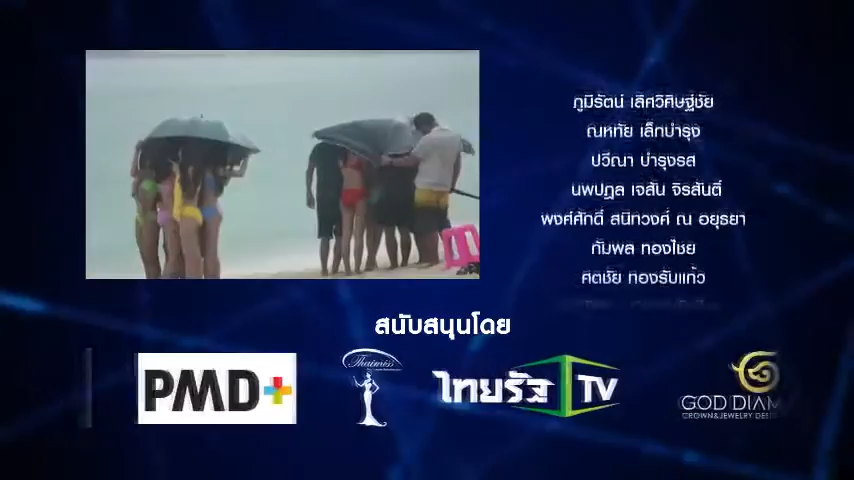 ภูมิรัตน์ เลิศวิศิษฐ์ชัย
ณหทัย เล็กบำรุง
ปวีณา บำรุงรส
นพปฎล เจสัน จิรสันติ์
พงศ์ศักดิ์ สนิทวงศ์ ณ อยุธยา
กัมพล ทองไชย
ศิตชัย ทองรับแก้ว
สนับสนุนโดย
PMD+
Thaimiss
ไทยรัฐ TV
GOD DIAM
CROWN&JEWELRY